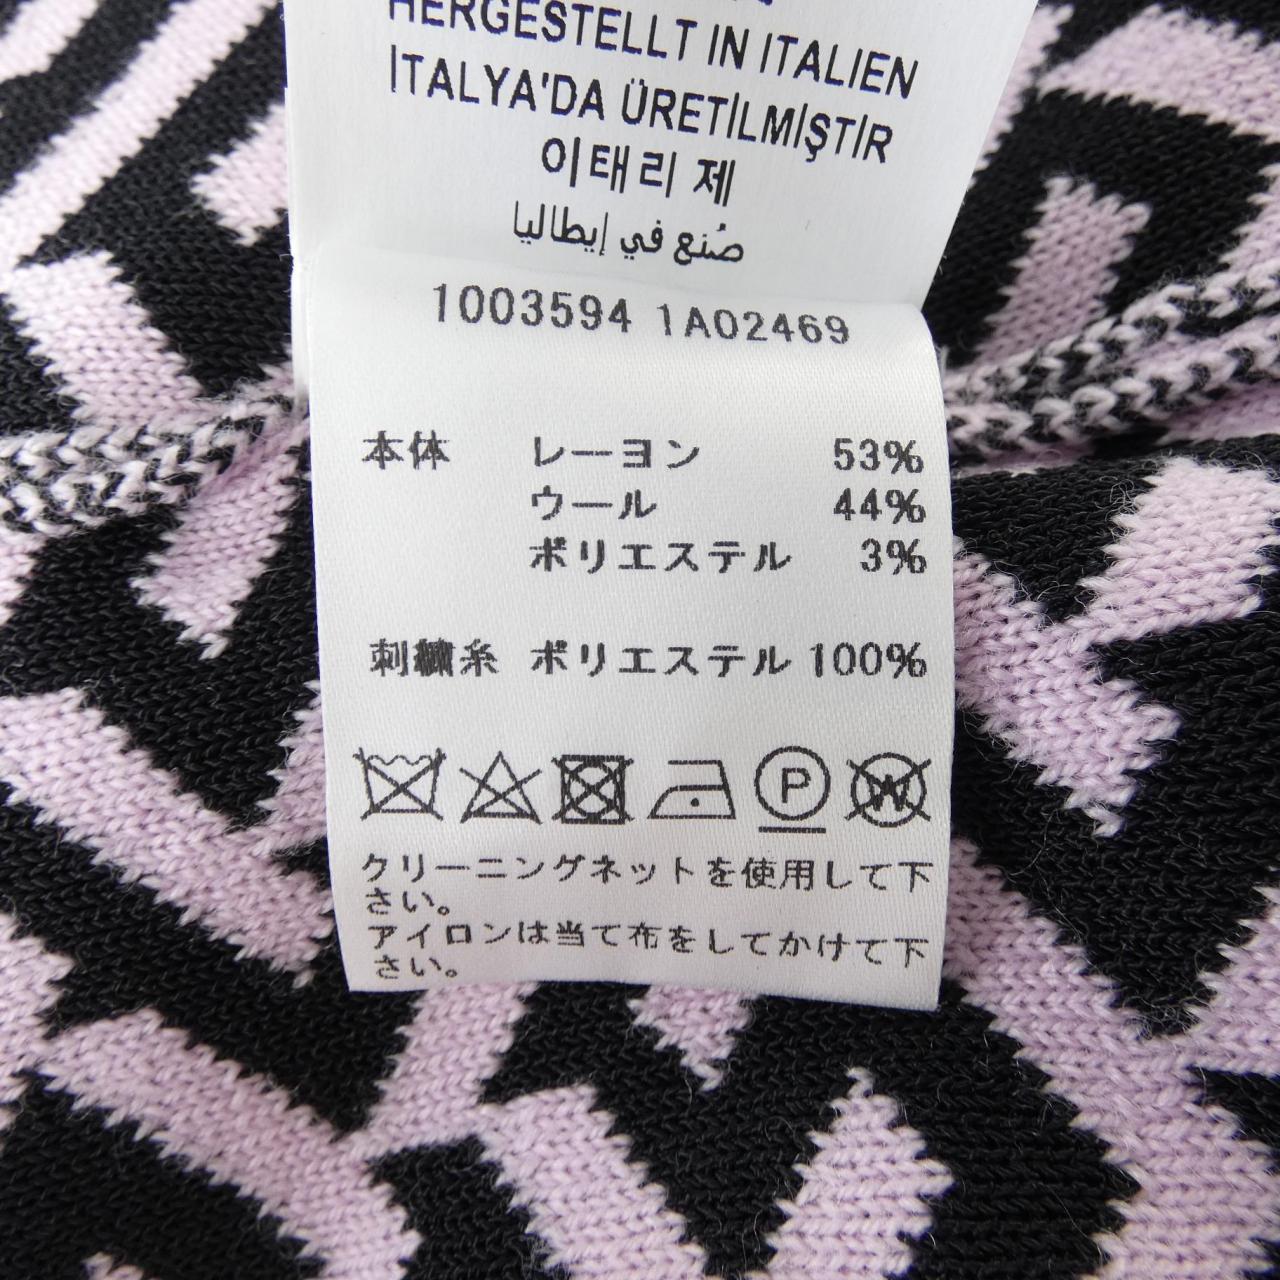 HERGESTELLT IN ITALIEN
İTALYA'DA ÜRETİLMİŞTİR
이태리 제
صُنع في إيطاليا
1003594 1A02469
本体 レーヨン 53%
ウール 44%
ポリエステル 3%
刺繍糸 ポリエステル 100%
P W
クリーニングネットを使用して下
さい。
アイロンは当て布をしてかけて下
さい。